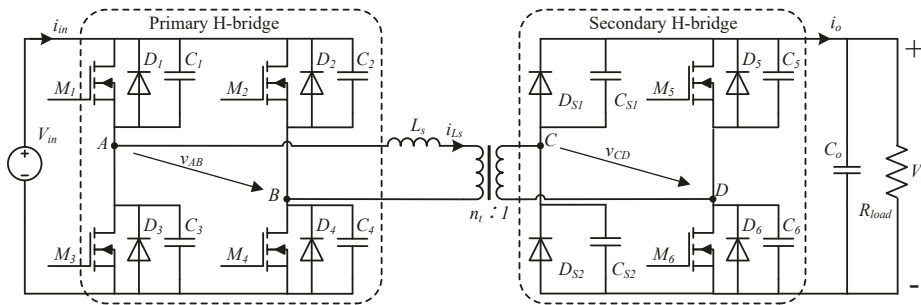 Primary H-bridge
Secondary H-bridge
i_in
i_o
D_1
C_1
D_2
C_2
C_S1
D_5
C_5
+
M_1
M_2
D_S1
M_5
V_in
A
L_s
i_Ls
C
v_AB
v_CD
C_o
V
B
D
n_t : 1
R_load
D_3
C_3
D_4
C_4
D_6
C_6
M_3
M_4
D_S2
C_S2
M_6
-